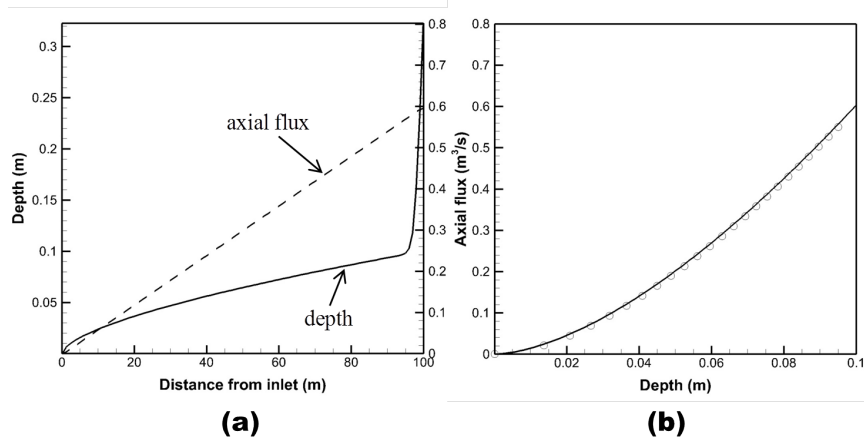 0.3
0.25
0.2
0.15
0.1
0.05
Depth (m)
axial flux
depth
0 20 40 60 80 100
Distance from inlet (m)
0.8
0.7
0.6
0.5
0.4
0.3
0.2
0.1
0
(a)
0.8
0.7
0.6
0.5
0.4
0.3
0.2
0.1
0
Axial flux (m³/s)
0.02 0.04 0.06 0.08 0.1
Depth (m)
(b)